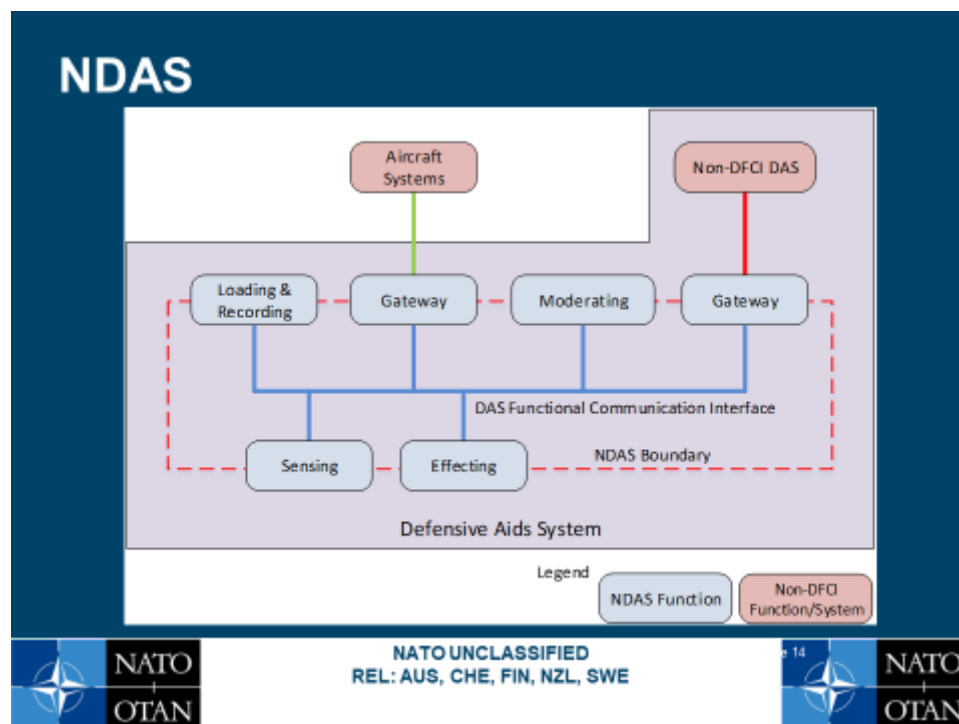 NDAS
Aircraft
Systems
Non-DFCI DAS
Loading &
Recording
Gateway
Moderating
Gateway
DAS Functional Communication Interface
Sensing
Effecting
NDAS Boundary
Defensive Aids System
Legend
NDAS Function
Non-DFCI
Function/System
NATO
OTAN
NATO UNCLASSIFIED
REL: AUS, CHE, FIN, NZL, SWE
e 14
NATO
OTAN